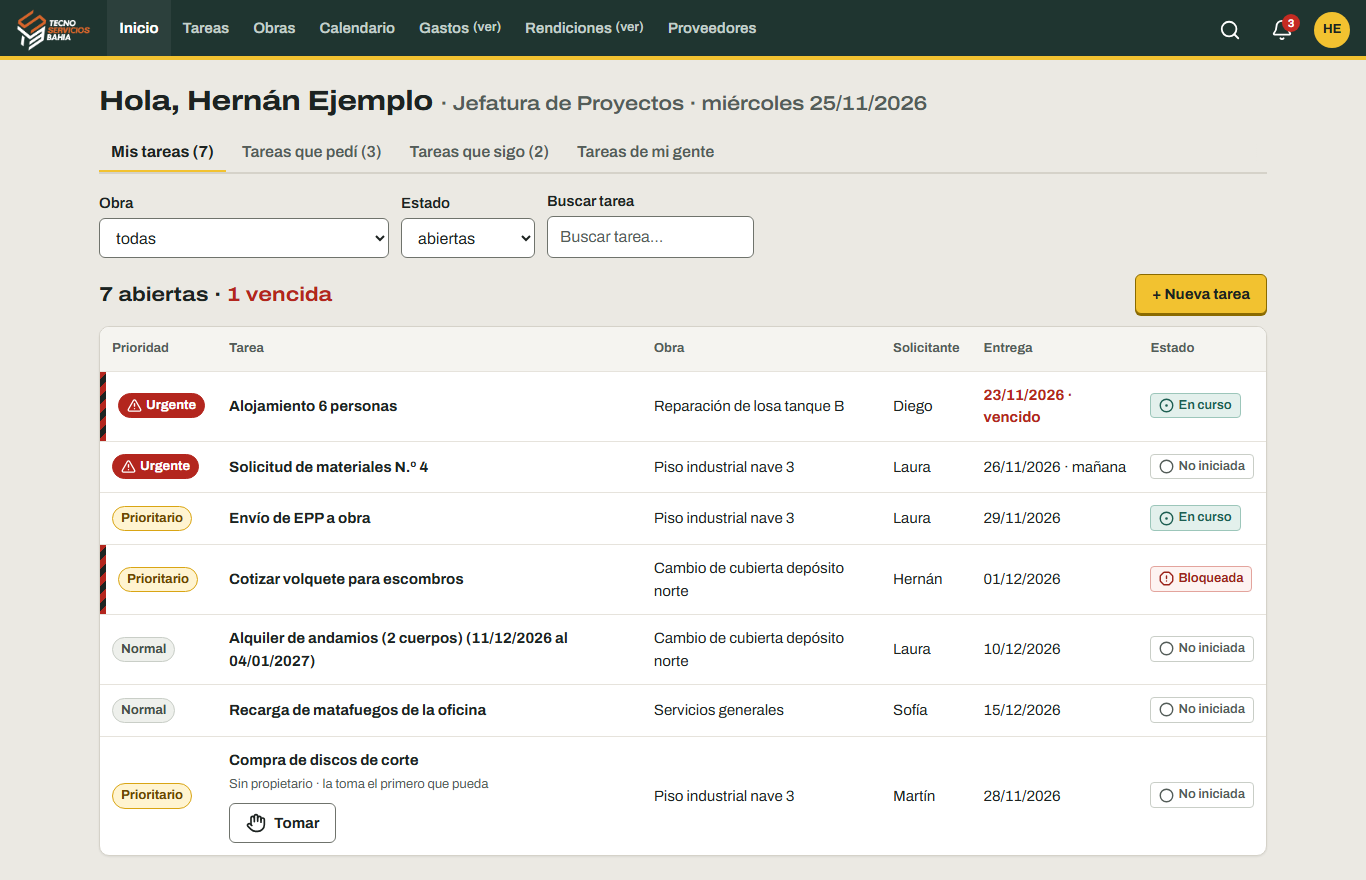 TECNO
SERVICIOS
BAHIA
Inicio
Tareas
Obras
Calendario
Gastos (ver)
Rendiciones (ver)
Proveedores
3
HE
Hola, Hernán Ejemplo · Jefatura de Proyectos · miércoles 25/11/2026
Mis tareas (7)
Tareas que pedí (3)
Tareas que sigo (2)
Tareas de mi gente
Obra
Estado
Buscar tarea
todas
abiertas
Buscar tarea...
7 abiertas · 1 vencida
+ Nueva tarea
Prioridad
Tarea
Obra
Solicitante
Entrega
Estado
Urgente
Alojamiento 6 personas
Reparación de losa tanque B
Diego
23/11/2026 ·
vencido
En curso
Urgente
Solicitud de materiales N.º 4
Piso industrial nave 3
Laura
26/11/2026 · mañana
No iniciada
Prioritario
Envío de EPP a obra
Piso industrial nave 3
Laura
29/11/2026
En curso
Prioritario
Cotizar volquete para escombros
Cambio de cubierta depósito
norte
Hernán
01/12/2026
Bloqueada
Normal
Alquiler de andamios (2 cuerpos) (11/12/2026 al
04/01/2027)
Cambio de cubierta depósito
norte
Laura
10/12/2026
No iniciada
Normal
Recarga de matafuegos de la oficina
Servicios generales
Sofía
15/12/2026
No iniciada
Prioritario
Compra de discos de corte
Sin propietario · la toma el primero que pueda
Tomar
Piso industrial nave 3
Martín
28/11/2026
No iniciada